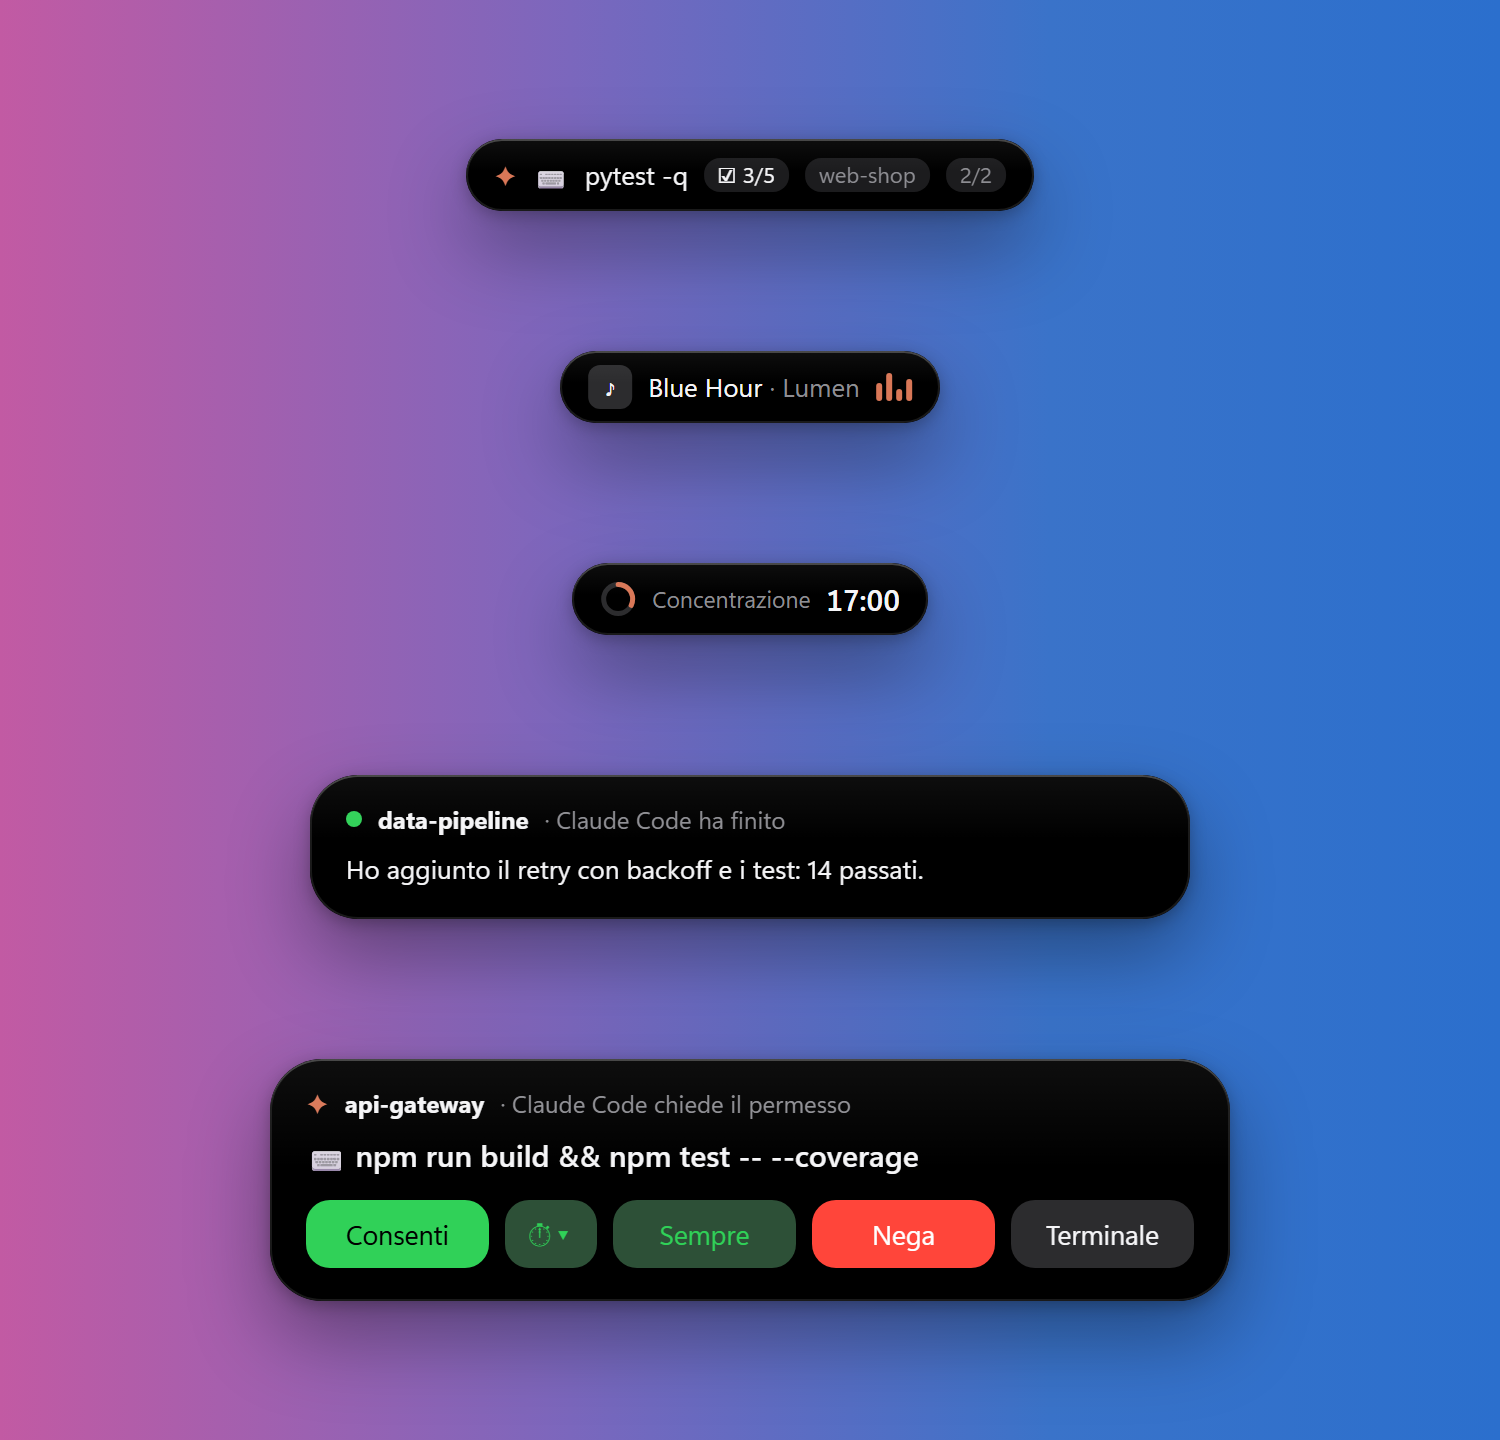 pytest -q 3/5 web-shop 2/2
Blue Hour · Lumen
Concentrazione 17:00
data-pipeline · Claude Code ha finito
Ho aggiunto il retry con backoff e i test: 14 passati.
api-gateway · Claude Code chiede il permesso
npm run build && npm test -- --coverage
Consenti Sempre Nega Terminale